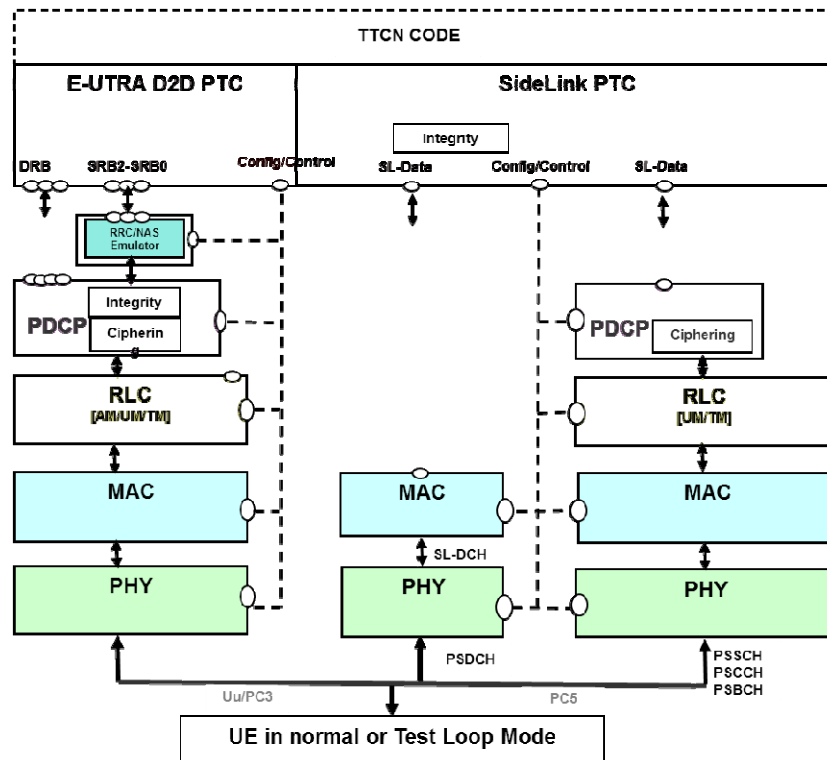 TTCN CODE
E-UTRA D2D PTC
SideLink PTC
Integrity
DRB
SRB2-SRB0
Config/Control
SL-Data
Config/Control
SL-Data
RRC/NAS
Emulator
PDCP
Integrity
Cipherin
g
PDCP
Ciphering
RLC
[AM/UM/TM]
RLC
[UM/TM]
MAC
MAC
MAC
SL-DCH
PHY
PHY
PHY
PSDCH
PSSCH
PSCCH
PSBCH
Uu/PC3
PC5
UE in normal or Test Loop Mode